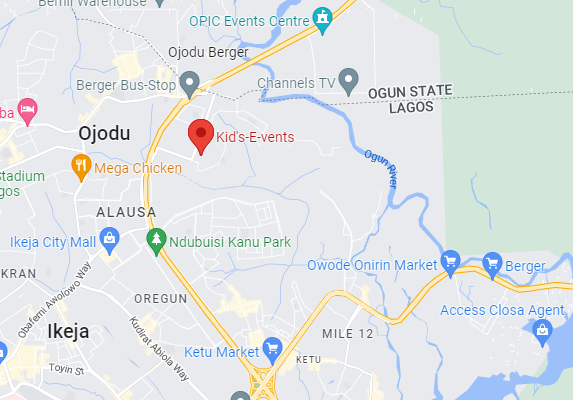 Bernil Warehouse
OPIC Events Centre
Ojodu Berger
Berger Bus-Stop
Channels TV
OGUN STATE
LAGOS
ba
Ojodu
Kid's-E-vents
Mega Chicken
Stadium
gos
Ogun River
ALAUSA
Ikeja City Mall
Ndubuisi Kanu Park
Owode Onirin Market
Berger
KRAN
Obafemi Awolowo Way
OREGUN
Access Closa Agent
Ikeja
Kudirat Abiola Way
MILE 12
Ketu Market
KETU
Toyin St